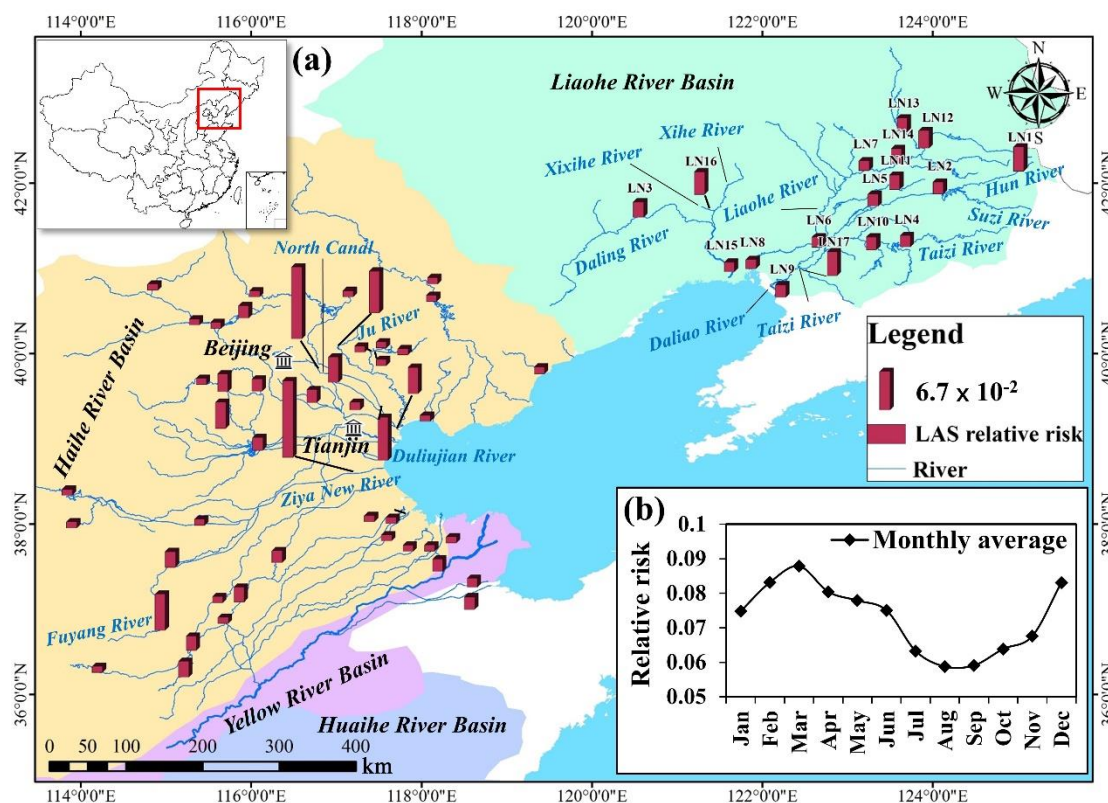 114°0'0"E 116°0'0"E 118°0'0"E 120°0'0"E 122°0'0"E 124°0'0"E
(a)
Liaohe River Basin
N
W E
S
Xihe River
Xixihe River
Liaohe River
Daling River
Hun River
Suzi River
Taizi River
Daliao River
Taizi River
LN13
LN14
LN12
LN1
LN7
LN11
LN2
LN5
LN16
LN3
LN6
LN10
LN4
LN17
LN15
LN8
LN9
42°0'0"N
42°0'0"N
40°0'0"N
40°0'0"N
38°0'0"N
38°0'0"N
36°0'0"N
36°0'0"N
North Canal
Ju River
Beijing
Haihe River Basin
Tianjin
Duliujian River
Ziya New River
Fuyang River
Yellow River Basin
Huaihe River Basin
Legend
6.7 x 10-2
LAS relative risk
River
(b)
Monthly average
Relative risk
0.1
0.09
0.08
0.07
0.06
0.05
Jan
Feb
Mar
Apr
May
Jun
Jul
Aug
Sep
Oct
Nov
Dec
0 50 100 200 300 400
km
114°0'0"E 116°0'0"E 118°0'0"E 120°0'0"E 122°0'0"E 124°0'0"E